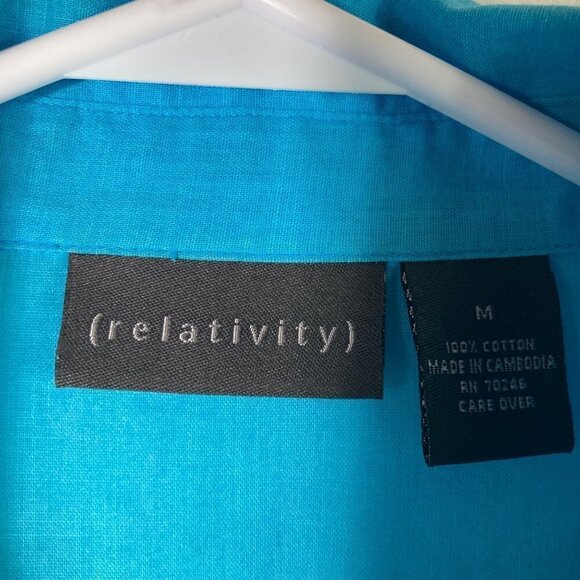 (relativity)
M
100% COTTON
MADE IN CAMBODIA
RN 70246
CARE OVER